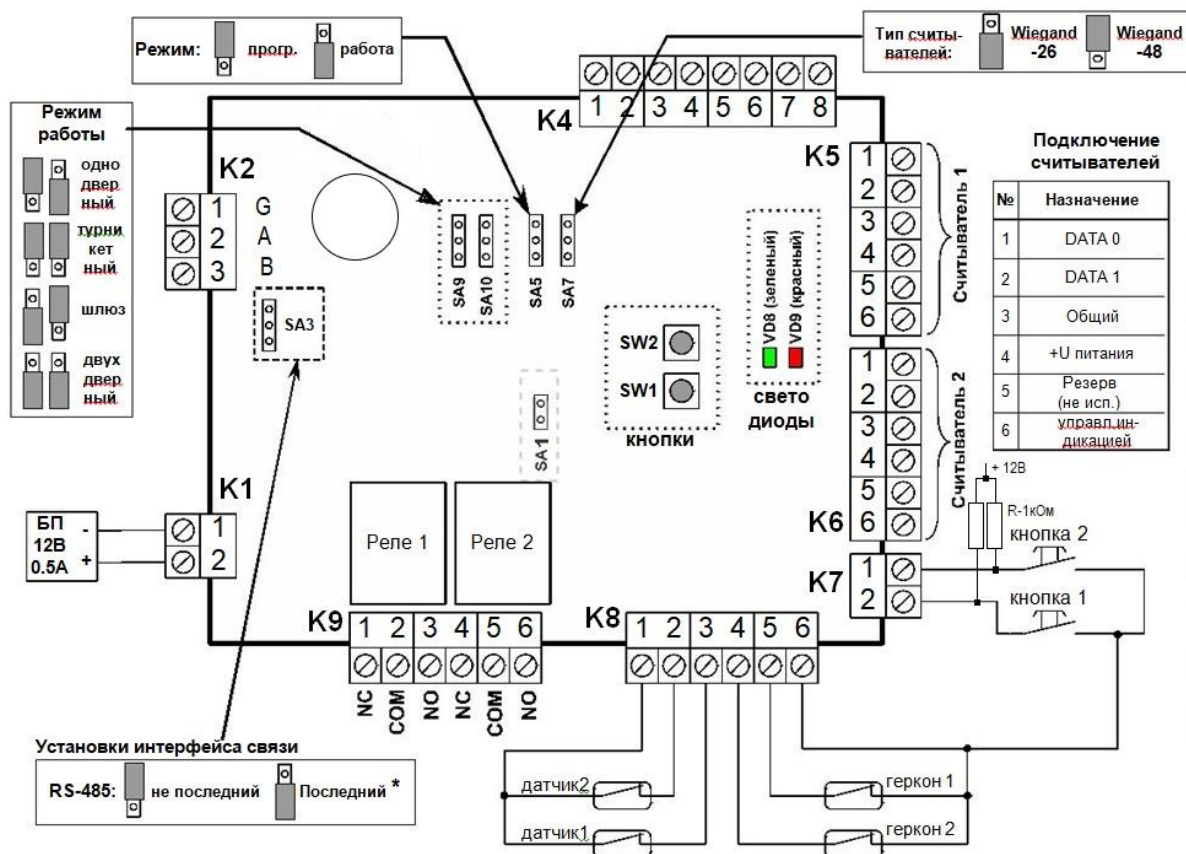 Режим: прогр. работа
Тип считы-
вателей: Wiegand
-26 Wiegand
-48
Режим
работы
одно
двер
ный
турни
кет
ный
шлюз
двух
двер
ный
K4
1 2 3 4 5 6 7 8
K2
1 G
2 A
3 B
SA3
SA9
SA10
SA5
SA7
SW2
SW1
кнопки
VD8 (зеленый)
VD9 (красный)
свето
диоды
SA1
K5
1
2
3
4
5
6
Считыватель 1
1
2
3
4
5
6
K6
Считыватель 2
Подключение
считывателей
№ Назначение
1 DATA 0
2 DATA 1
3 Общий
4 +U питания
5 Резерв
(не исп.)
6 управл.ин-
дикацией
+ 12В
R-1кОм
кнопка 2
кнопка 1
K7
1
2
K1
1
2
БП -
12В
0.5А +
Реле 1
Реле 2
K9
1 2 3 4 5 6
NC COM NO NC COM NO
K8
1 2 3 4 5 6
датчик2
датчик1
геркон 1
геркон 2
Установки интерфейса связи
RS-485: не последний Последний *